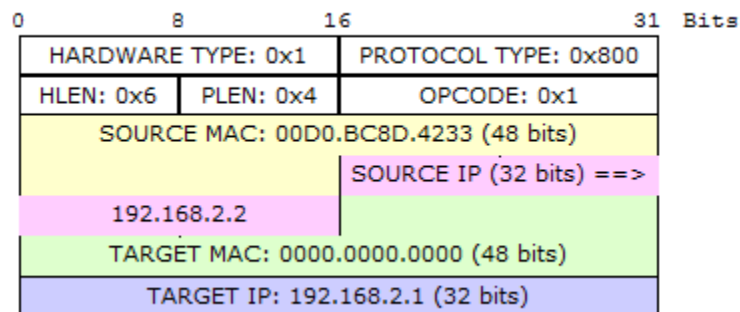 0 8 16 31 Bits
HARDWARE TYPE: 0x1 PROTOCOL TYPE: 0x800
HLEN: 0x6 PLEN: 0x4 OPCODE: 0x1
SOURCE MAC: 00D0.BC8D.4233 (48 bits)
SOURCE IP (32 bits) ==>
192.168.2.2
TARGET MAC: 0000.0000.0000 (48 bits)
TARGET IP: 192.168.2.1 (32 bits)